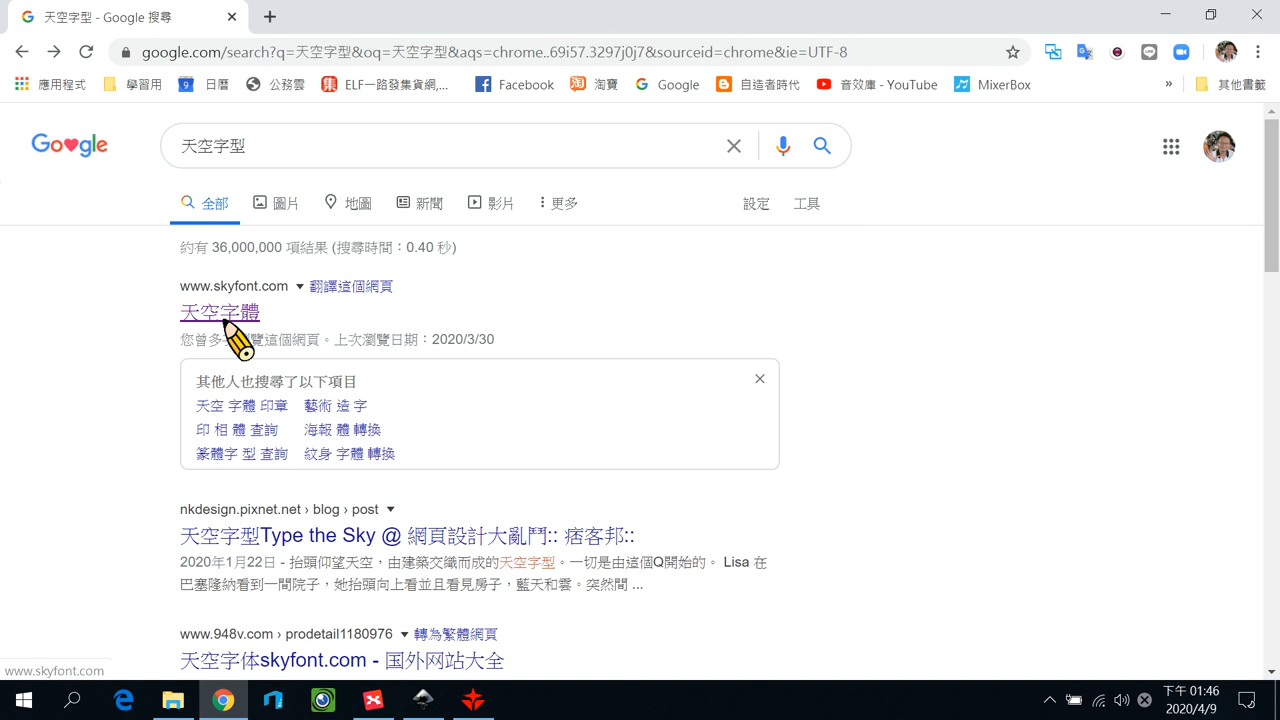 天空字型 - Google 搜尋
google.com/search?q=天空字型&oq=天空字型&aqs=chrome..69i57.3297j0j7&sourceid=chrome&ie=UTF-8
應用程式 學習用 日曆 公務雲 ELF一路發集貨網,... Facebook 淘寶 Google 自造者時代 音效庫 - YouTube MixerBox » 其他書籤
Google
天空字型
全部 圖片 地圖 新聞 影片 更多 設定 工具
約有 36,000,000 項結果 (搜尋時間:0.40 秒)
www.skyfont.com ▼ 翻譯這個網頁
天空字體
您曾多 覽這個網頁。上次瀏覽日期:2020/3/30
其他人也搜尋了以下項目
天空 字體 印章 藝術 造 字
印 相 體 查詢 海報 體 轉換
篆體字 型 查詢 紋身 字體 轉換
nkdesign.pixnet.net › blog › post ▼
天空字型Type the Sky @ 網頁設計大亂鬥:: 痞客邦::
2020年1月22日 - 抬頭仰望天空,由建築交織而成的天空字型。一切是由這個Q開始的。 Lisa 在
巴塞隆納看到一間院子,她抬頭向上看並且看見房子,藍天和雲。突然間 ...
www.948v.com › prodetail1180976 ▼ 轉為繁體網頁
天空字体skyfont.com - 国外网站大全
www.skyfont.com
下午 01:46
2020/4/9